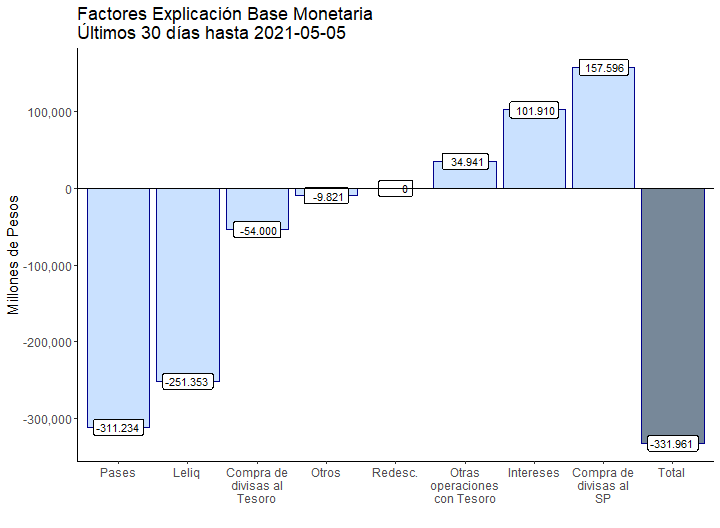 Factores Explicación Base Monetaria
Últimos 30 días hasta 2021-05-05
Millones de Pesos
100,000
0
-100,000
-200,000
-300,000
-311.234
-251.353
-54.000
-9.821
0
34.941
101.910
157.596
-331.961
Pases
Leliq
Compra de
divisas al
Tesoro
Otros
Redesc.
Otras
operaciones
con Tesoro
Intereses
Compra de
divisas al
SP
Total